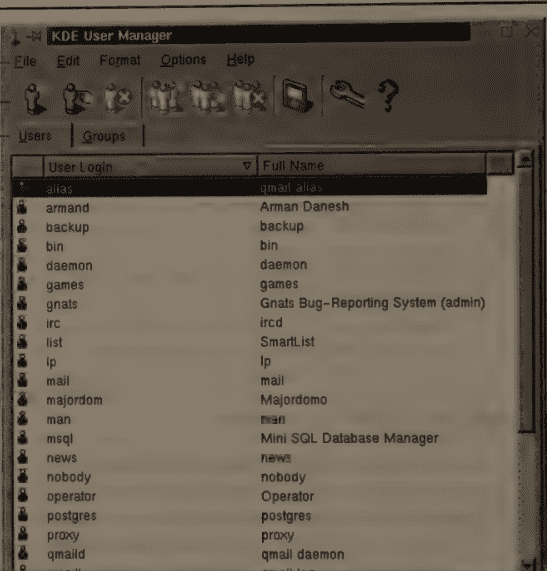 KDE User Manager
File Edit Format Options Help
Users Groups
User Login Full Name
alias qmail alias
armand Arman Danesh
backup backup
bin bin
daemon daemon
games games
gnats Gnats Bug-Reporting System (admin)
irc ircd
list SmartList
lp lp
mail mail
majordom Majordomo
man man
msql Mini SQL Database Manager
news news
nobody nobody
operator Operator
postgres postgres
proxy proxy
qmaild qmail daemon